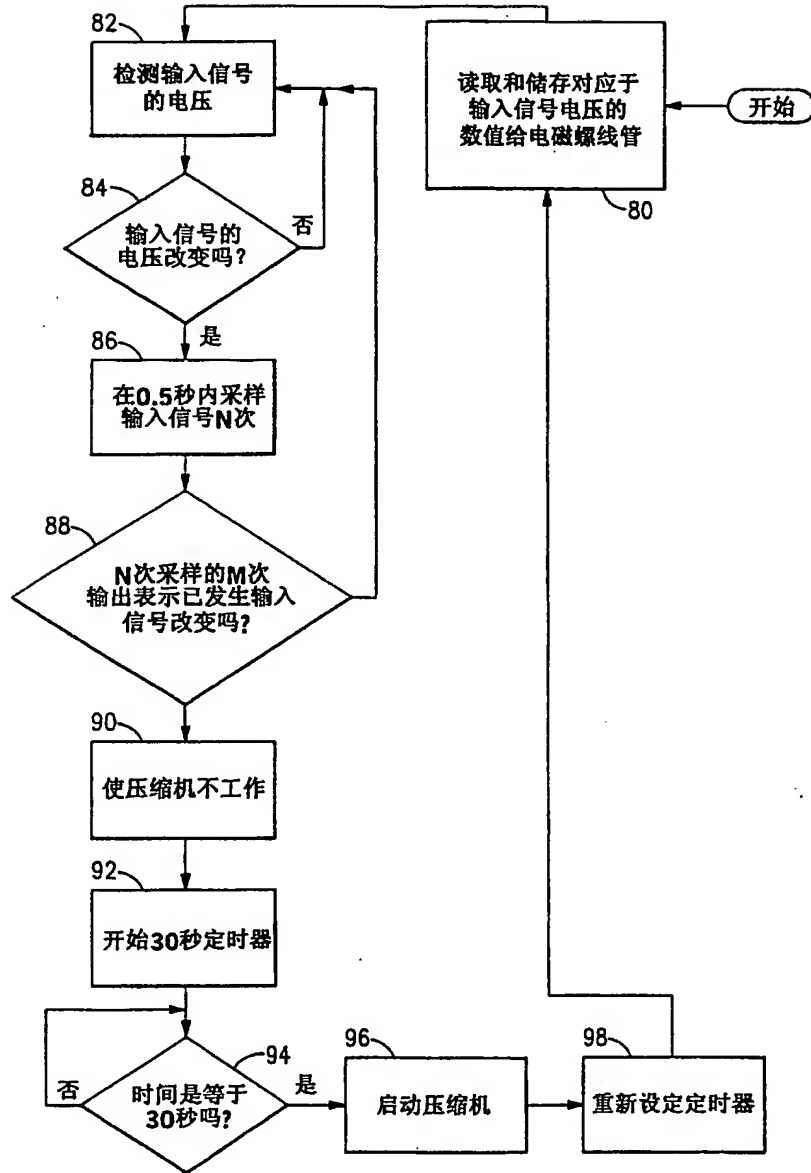 开始
读取和储存对应于
输入信号电压的
数值给电磁螺线管
80
82
检测输入信号
的电压
84
输入信号的
电压改变吗?
否
是
86
在0.5秒内采样
输入信号N次
88
N次采样的M次
输出表示已发生输入
信号改变吗?
90
使压缩机不工作
92
开始30秒定时器
94
时间是等于
30秒吗?
否
是
96
启动压缩机
98
重新设定定时器